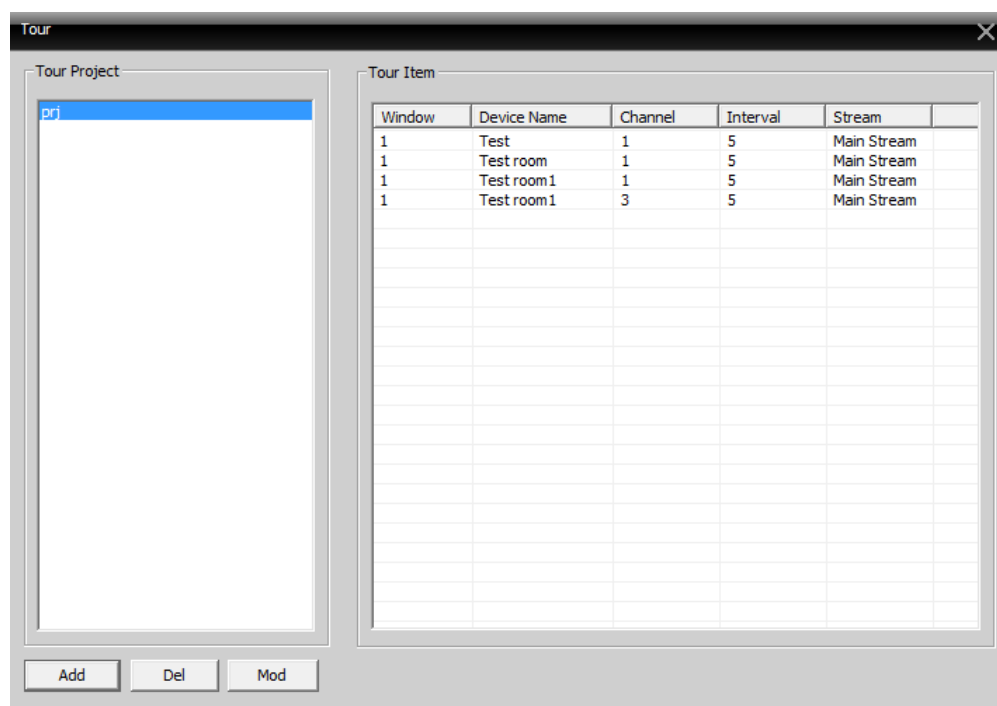 Tour
Tour Project
prj
Tour Item
Window Device Name Channel Interval Stream
1 Test 1 5 Main Stream
1 Test room 1 5 Main Stream
1 Test room1 1 5 Main Stream
1 Test room1 3 5 Main Stream
Add Del Mod